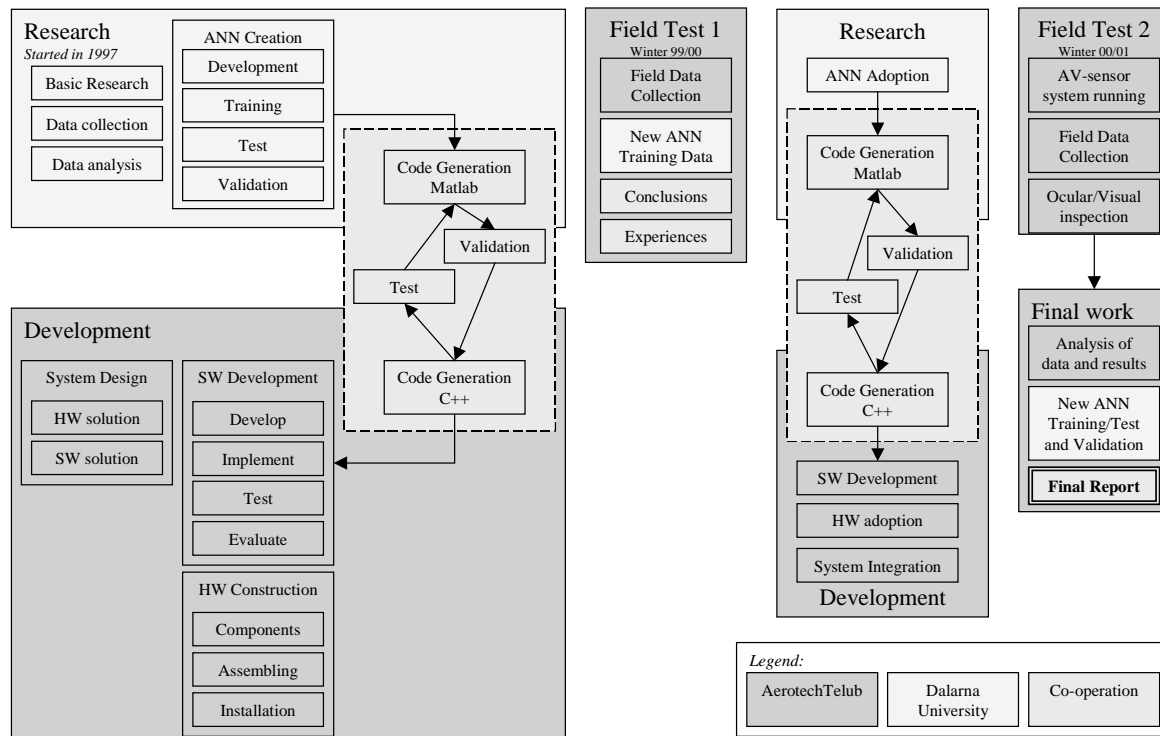 Research
Started in 1997
Basic Research
Data collection
Data analysis
ANN Creation
Development
Training
Test
Validation
Code Generation
Matlab
Validation
Test
Code Generation
C++
Development
System Design
HW solution
SW solution
SW Development
Develop
Implement
Test
Evaluate
HW Construction
Components
Assembling
Installation
Field Test 1
Winter 99/00
Field Data
Collection
New ANN
Training Data
Conclusions
Experiences
Research
ANN Adoption
Code Generation
Matlab
Validation
Test
Code Generation
C++
SW Development
HW adoption
System Integration
Development
Field Test 2
Winter 00/01
AV-sensor
system running
Field Data
Collection
Ocular/Visual
inspection
Final work
Analysis of
data and results
New ANN
Training/Test
and Validation
Final Report
Legend:
AerotechTelub
Dalarna
University
Co-operation